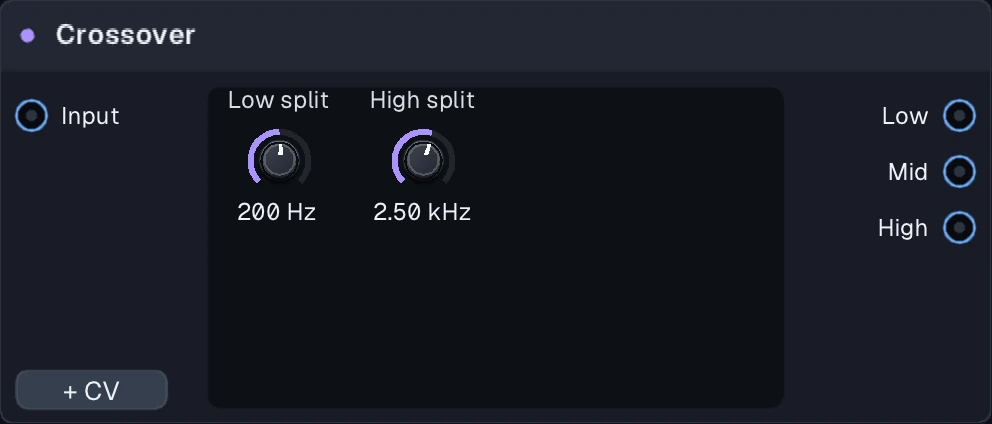 Crossover
Input
Low split
High split
200 Hz
2.50 kHz
Low
Mid
High
+ CV